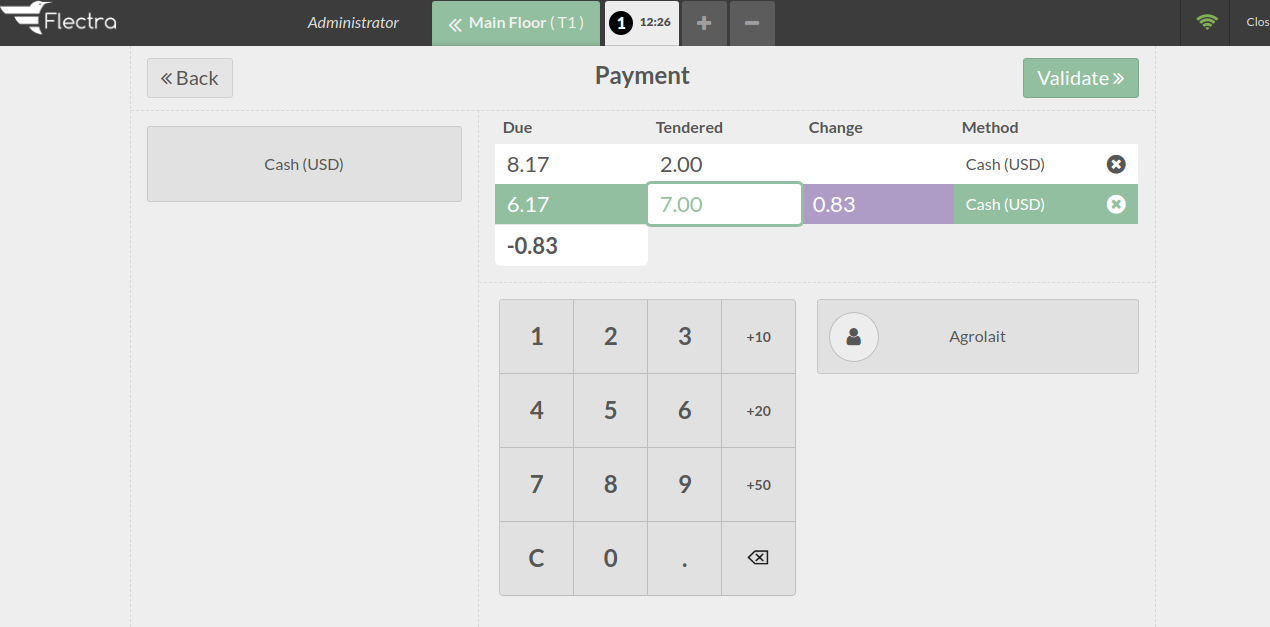 Flectra Administrator Main Floor ( T1 ) 1 12:26 + − Clos
Back Payment Validate
Due Tendered Change Method
Cash (USD) 8.17 2.00 Cash (USD)
6.17 7.00 0.83 Cash (USD)
-0.83
1 2 3 +10 Agrolait
4 5 6 +20
7 8 9 +50
C 0 .